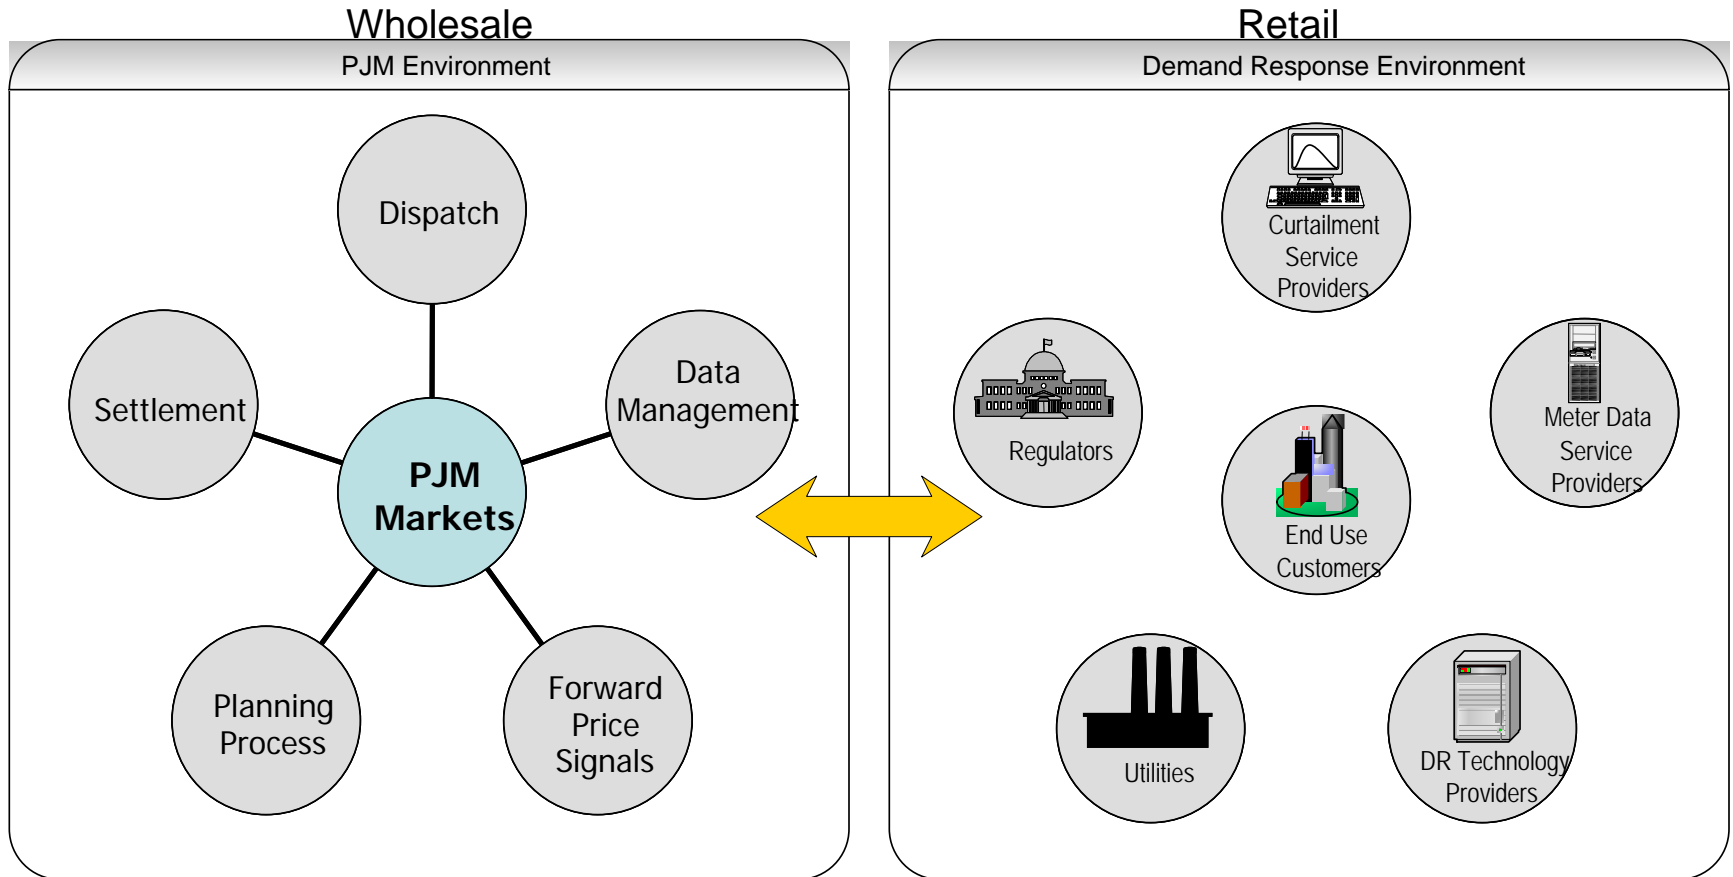 Wholesale
PJM Environment
Dispatch
Settlement
Data
Management
PJM
Markets
Planning
Process
Forward
Price
Signals
Retail
Demand Response Environment
Curtailment
Service
Providers
Regulators
Meter Data
Service
Providers
End Use
Customers
Utilities
DR Technology
Providers